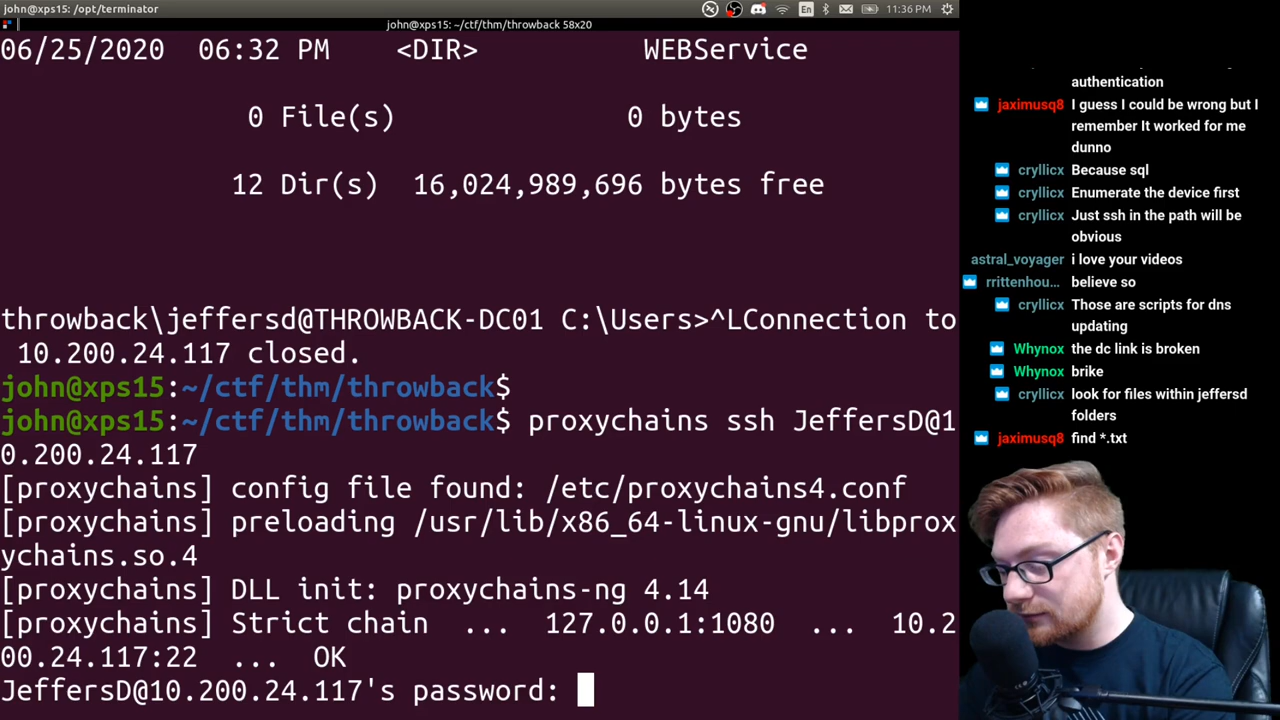 john@xps15: /opt/terminator
En
11:36 PM
john@xps15: ~/ctf/thm/throwback 58x20
06/25/2020  06:32 PM    <DIR>          WEBService
0 File(s)              0 bytes
12 Dir(s)  16,024,989,696 bytes free
throwback\jeffersd@THROWBACK-DC01 C:\Users>^LConnection to
10.200.24.117 closed.
john@xps15:~/ctf/thm/throwback$
john@xps15:~/ctf/thm/throwback$ proxychains ssh JeffersD@1
0.200.24.117
[proxychains] config file found: /etc/proxychains4.conf
[proxychains] preloading /usr/lib/x86_64-linux-gnu/libprox
ychains.so.4
[proxychains] DLL init: proxychains-ng 4.14
[proxychains] Strict chain  ...  127.0.0.1:1080  ...  10.2
00.24.117:22  ...  OK
JeffersD@10.200.24.117's password:
authentication
jaximusq8 I guess I could be wrong but I
remember It worked for me
dunno
cryllicx Because sql
cryllicx Enumerate the device first
cryllicx Just ssh in the path will be
obvious
astral_voyager i love your videos
rrittenhou... believe so
cryllicx Those are scripts for dns
updating
Whynox the dc link is broken
Whynox brike
cryllicx look for files within jeffersd
folders
jaximusq8 find *.txt